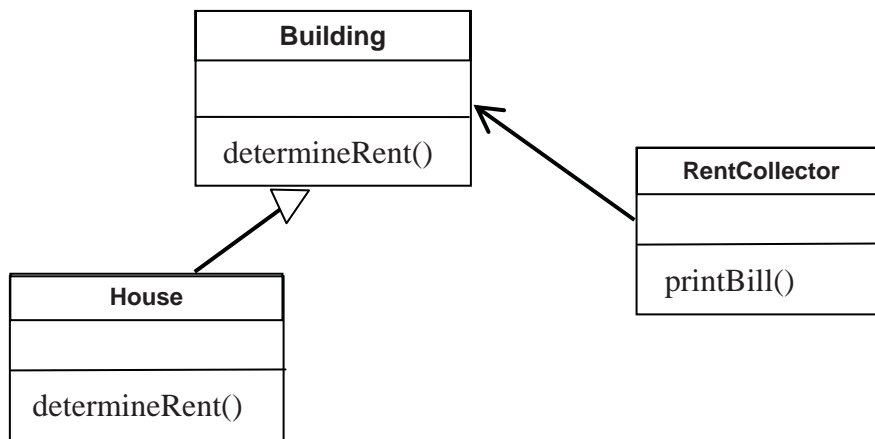 Building
determineRent()
RentCollector
printBill()
House
determineRent()